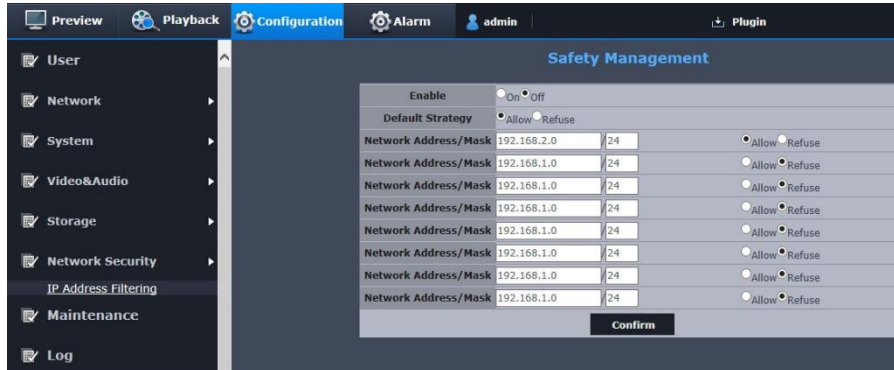 Preview Playback Configuration Alarm admin Plugin
User
Network
System
Video&Audio
Storage
Network Security
IP Address Filtering
Maintenance
Log
Safety Management
Enable On Off
Default Strategy Allow Refuse
Network Address/Mask 192.168.2.0 /24 Allow Refuse
Network Address/Mask 192.168.1.0 /24 Allow Refuse
Network Address/Mask 192.168.1.0 /24 Allow Refuse
Network Address/Mask 192.168.1.0 /24 Allow Refuse
Network Address/Mask 192.168.1.0 /24 Allow Refuse
Network Address/Mask 192.168.1.0 /24 Allow Refuse
Network Address/Mask 192.168.1.0 /24 Allow Refuse
Network Address/Mask 192.168.1.0 /24 Allow Refuse
Confirm